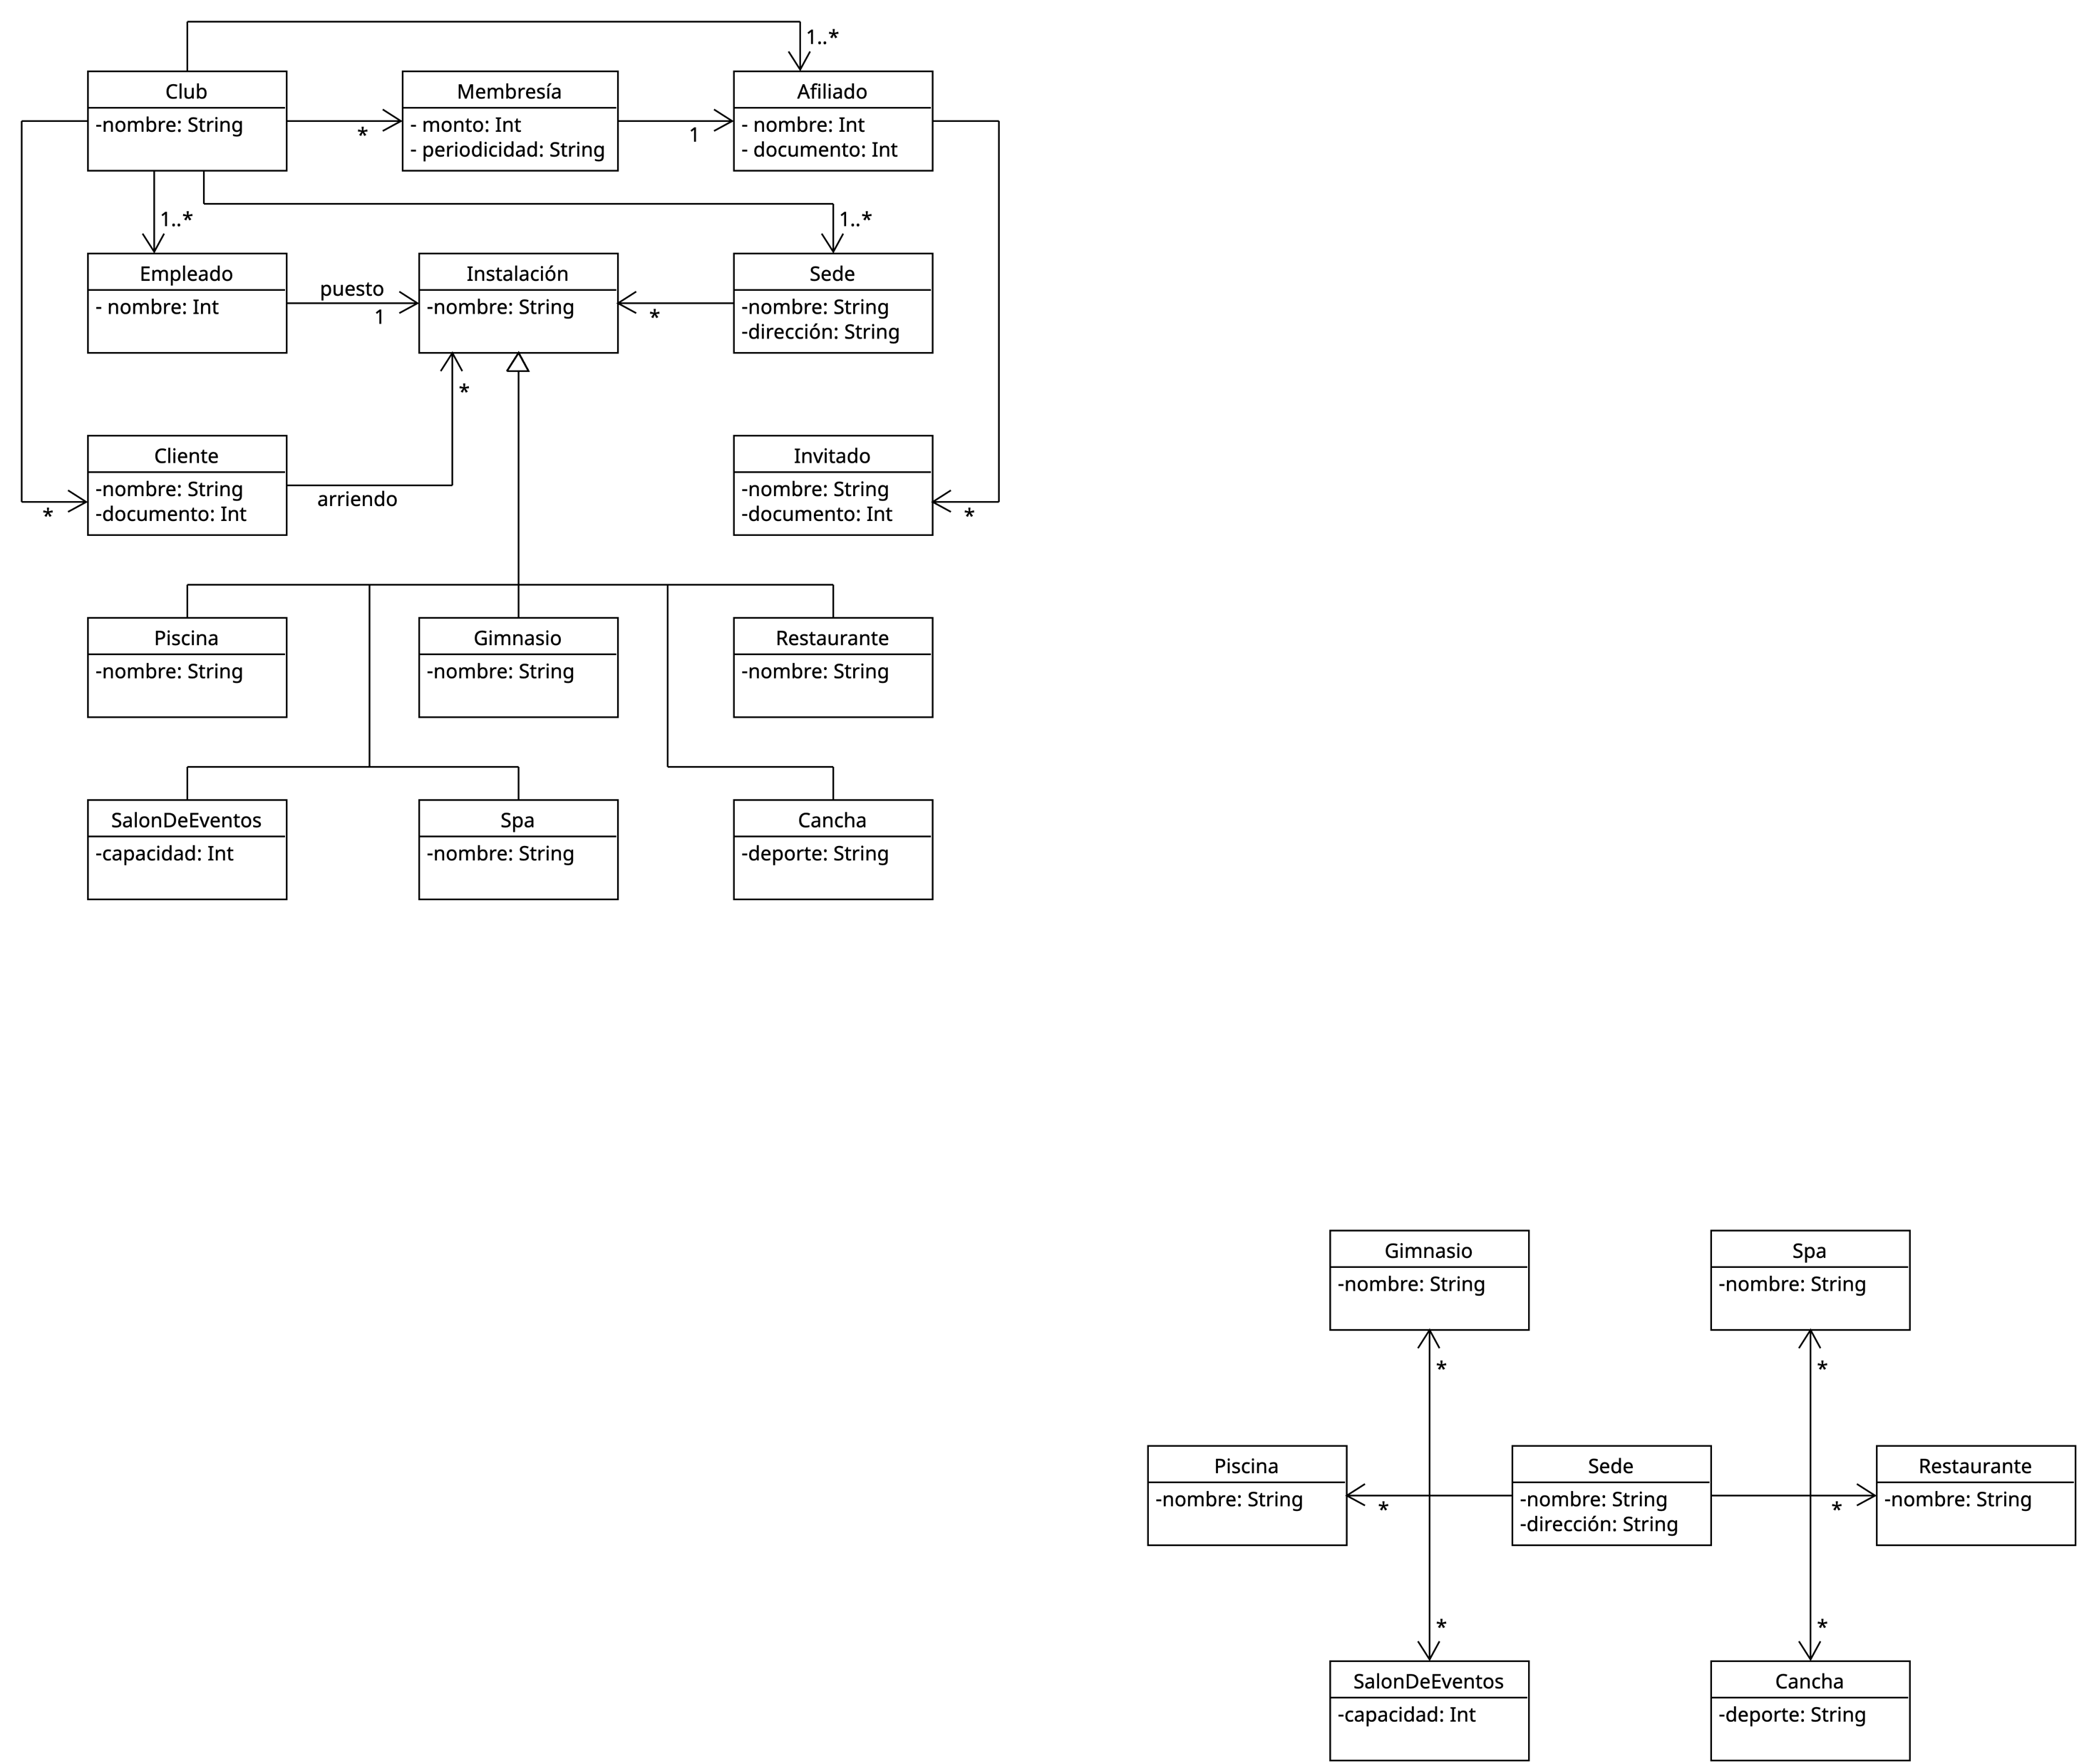 1..*
Club
-nombre: String
*
Membresía
- monto: Int
- periodicidad: String
1
Afiliado
- nombre: Int
- documento: Int
1..*
1..*
Empleado
- nombre: Int
puesto
1
Instalación
-nombre: String
*
Sede
-nombre: String
-dirección: String
*
Cliente
-nombre: String
-documento: Int
*
arriendo
Invitado
-nombre: String
-documento: Int
*
Piscina
-nombre: String
Gimnasio
-nombre: String
Restaurante
-nombre: String
SalonDeEventos
-capacidad: Int
Spa
-nombre: String
Cancha
-deporte: String
Gimnasio
-nombre: String
Spa
-nombre: String
*
*
Piscina
-nombre: String
*
Sede
-nombre: String
-dirección: String
*
Restaurante
-nombre: String
*
*
SalonDeEventos
-capacidad: Int
Cancha
-deporte: String